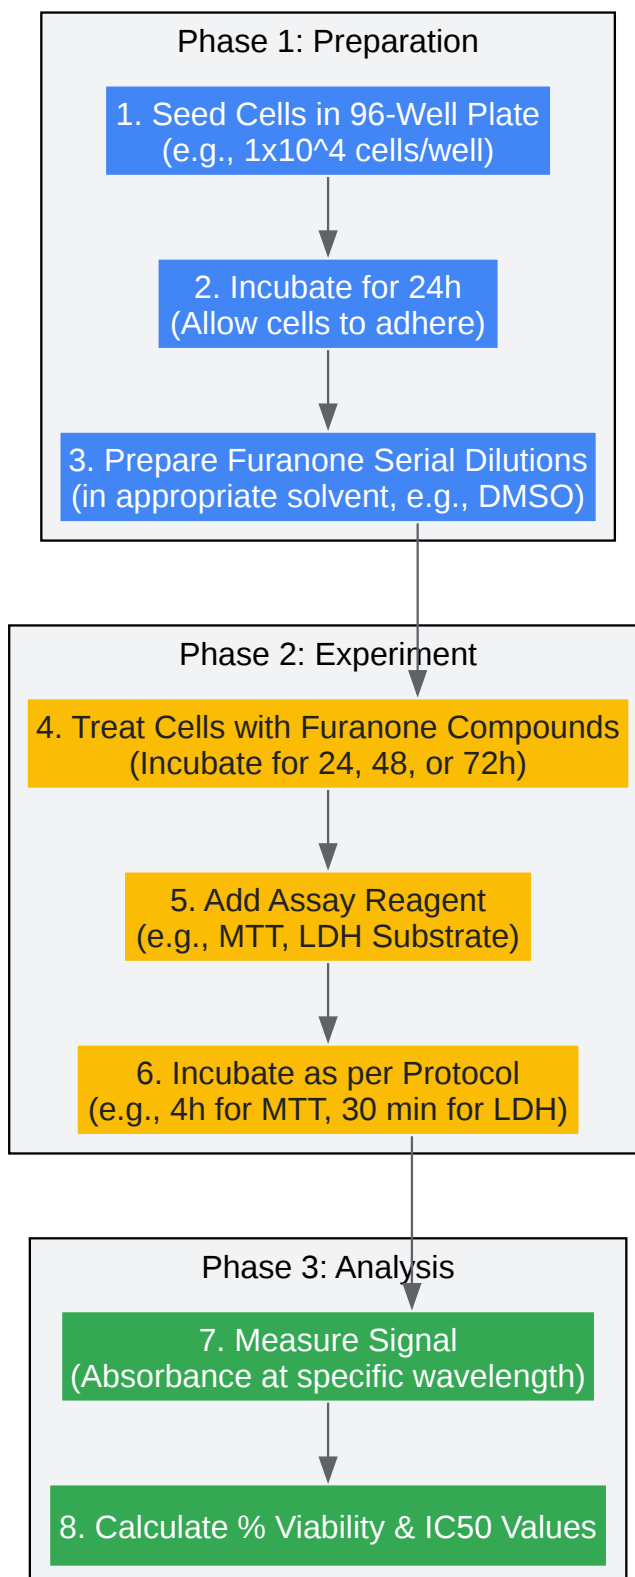 Phase 1: Preparation
1. Seed Cells in 96-Well Plate
(e.g., 1x10^4 cells/well)
2. Incubate for 24h
(Allow cells to adhere)
3. Prepare Furanone Serial Dilutions
(in appropriate solvent, e.g., DMSO)
Phase 2: Experiment
4. Treat Cells with Furanone Compounds
(Incubate for 24, 48, or 72h)
5. Add Assay Reagent
(e.g., MTT, LDH Substrate)
6. Incubate as per Protocol
(e.g., 4h for MTT, 30 min for LDH)
Phase 3: Analysis
7. Measure Signal
(Absorbance at specific wavelength)
8. Calculate % Viability & IC50 Values